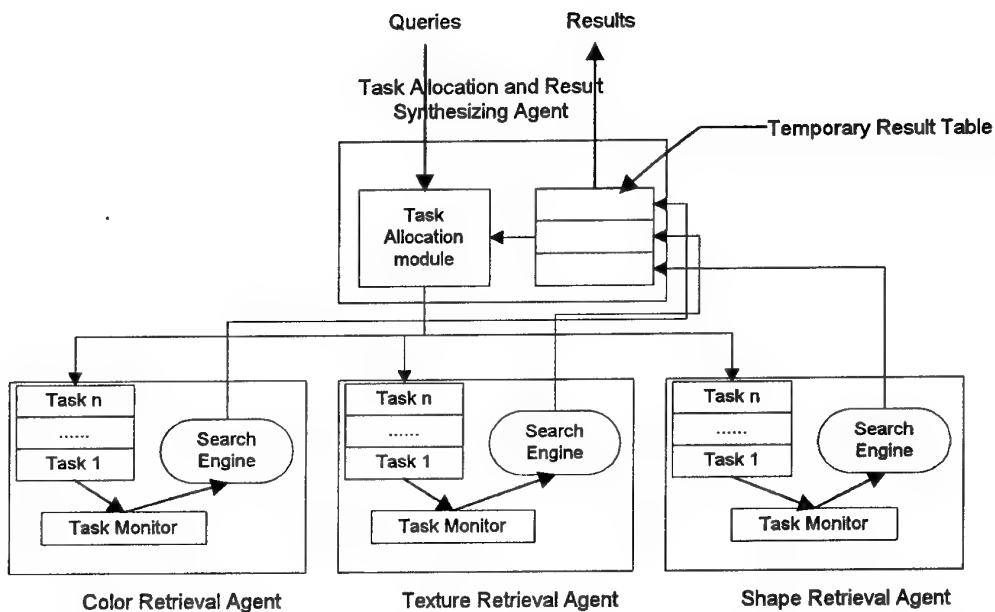 Queries
Results
Task Allocation and Result
Synthesizing Agent
Temporary Result Table
Task
Allocation
module
Task n
......
Task 1
Search
Engine
Task Monitor
Color Retrieval Agent
Task n
......
Task 1
Search
Engine
Task Monitor
Texture Retrieval Agent
Task n
......
Task 1
Search
Engine
Task Monitor
Shape Retrieval Agent